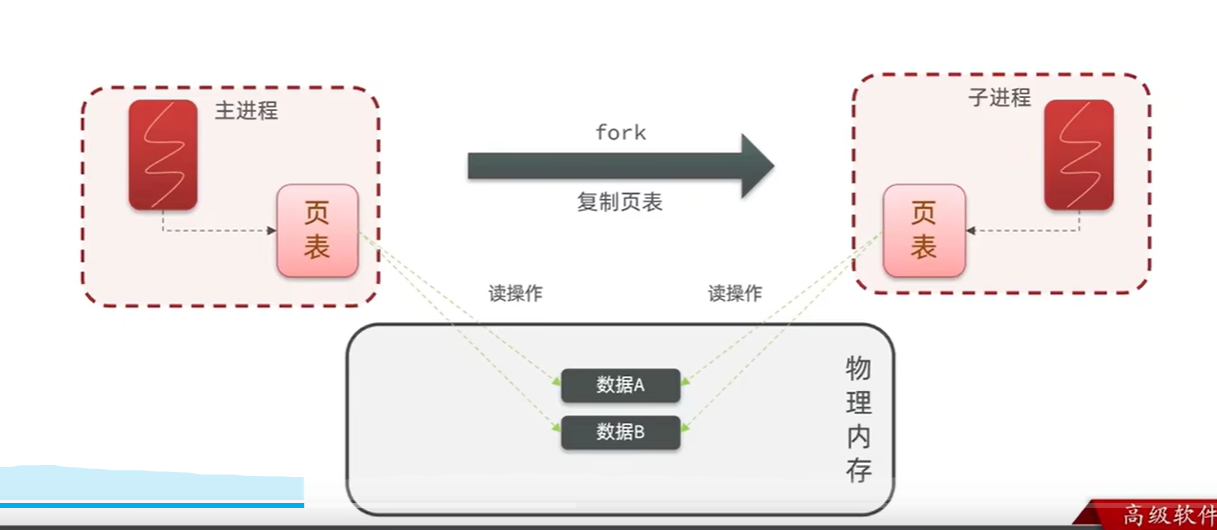 主进程
子进程
fork
复制页表
页
表
页
表
读操作
读操作
数据A
数据B
物
理
内
存
高级软件